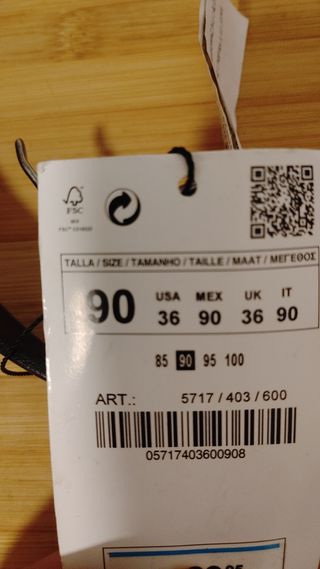 FSC
MIX
TALLA / SIZE / TAMANHO / TAILLE / MAAT / ΜΕΓΕΘΟΣ
90 USA 36 MEX 90 UK 36 IT 90
85 90 95 100
ART.: 5717 / 403 / 600
05717403600908